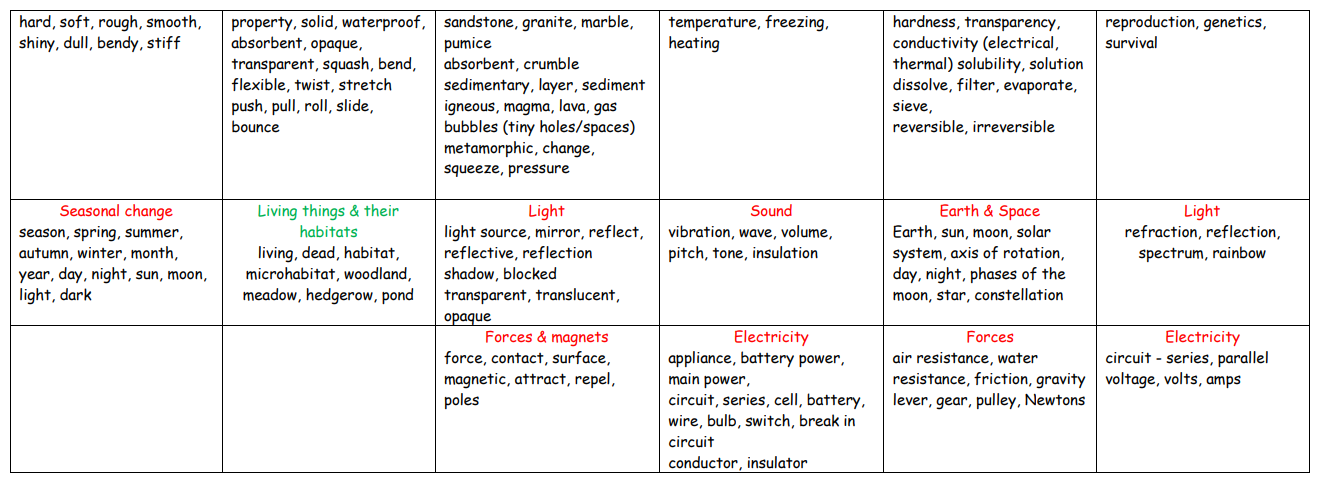 hard, soft, rough, smooth,
shiny, dull, bendy, stiff
property, solid, waterproof,
absorbent, opaque,
transparent, squash, bend,
flexible, twist, stretch
push, pull, roll, slide,
bounce
sandstone, granite, marble,
pumice
absorbent, crumble
sedimentary, layer, sediment
igneous, magma, lava, gas
bubbles (tiny holes/spaces)
metamorphic, change,
squeeze, pressure
temperature, freezing,
heating
hardness, transparency,
conductivity (electrical,
thermal) solubility, solution
dissolve, filter, evaporate,
sieve,
reversible, irreversible
reproduction, genetics,
survival
Seasonal change
season, spring, summer,
autumn, winter, month,
year, day, night, sun, moon,
light, dark
Living things & their
habitats
living, dead, habitat,
microhabitat, woodland,
meadow, hedgerow, pond
Light
light source, mirror, reflect,
reflective, reflection
shadow, blocked
transparent, translucent,
opaque
Sound
vibration, wave, volume,
pitch, tone, insulation
Earth & Space
Earth, sun, moon, solar
system, axis of rotation,
day, night, phases of the
moon, star, constellation
Light
refraction, reflection,
spectrum, rainbow
Forces & magnets
force, contact, surface,
magnetic, attract, repel,
poles
Electricity
appliance, battery power,
main power,
circuit, series, cell, battery,
wire, bulb, switch, break in
circuit
conductor, insulator
Forces
air resistance, water
resistance, friction, gravity
lever, gear, pulley, Newtons
Electricity
circuit - series, parallel
voltage, volts, amps